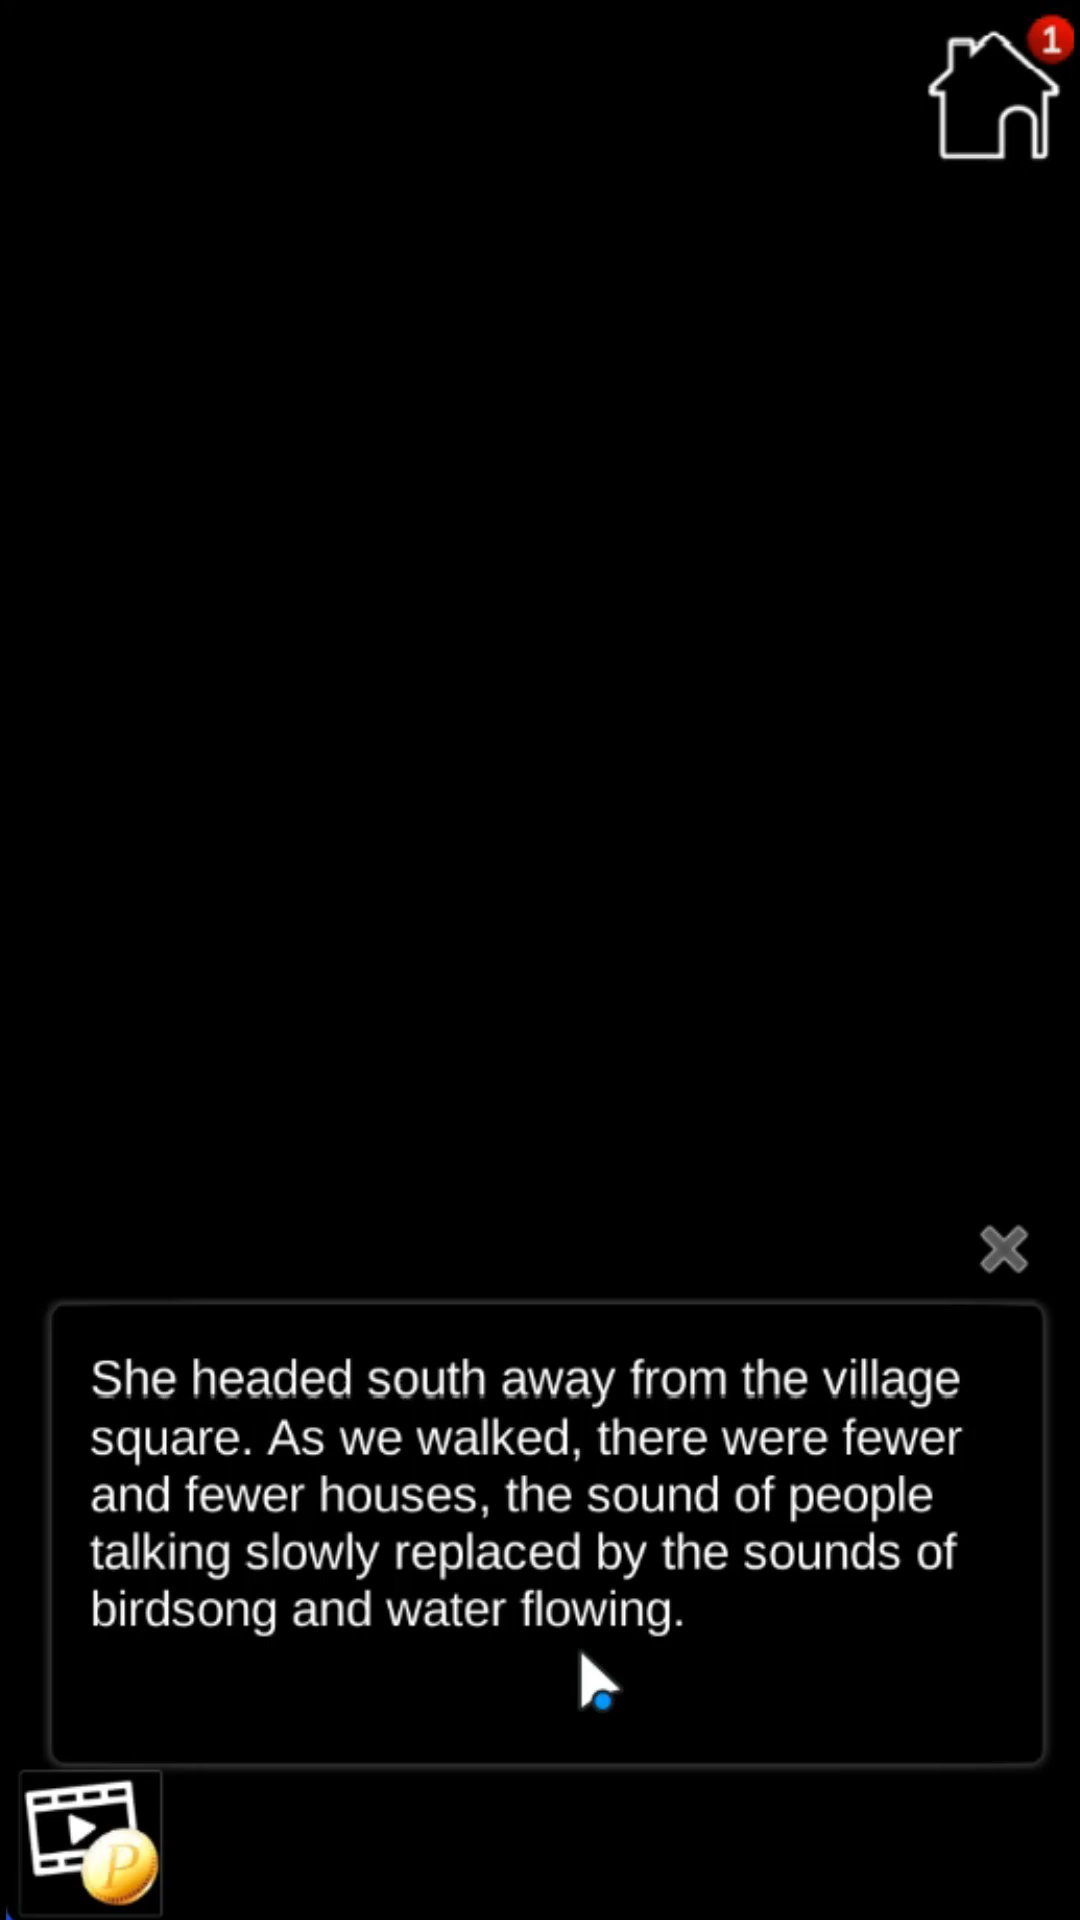 1
She headed south away from the village
square. As we walked, there were fewer
and fewer houses, the sound of people
talking slowly replaced by the sounds of
birdsong and water flowing.
P